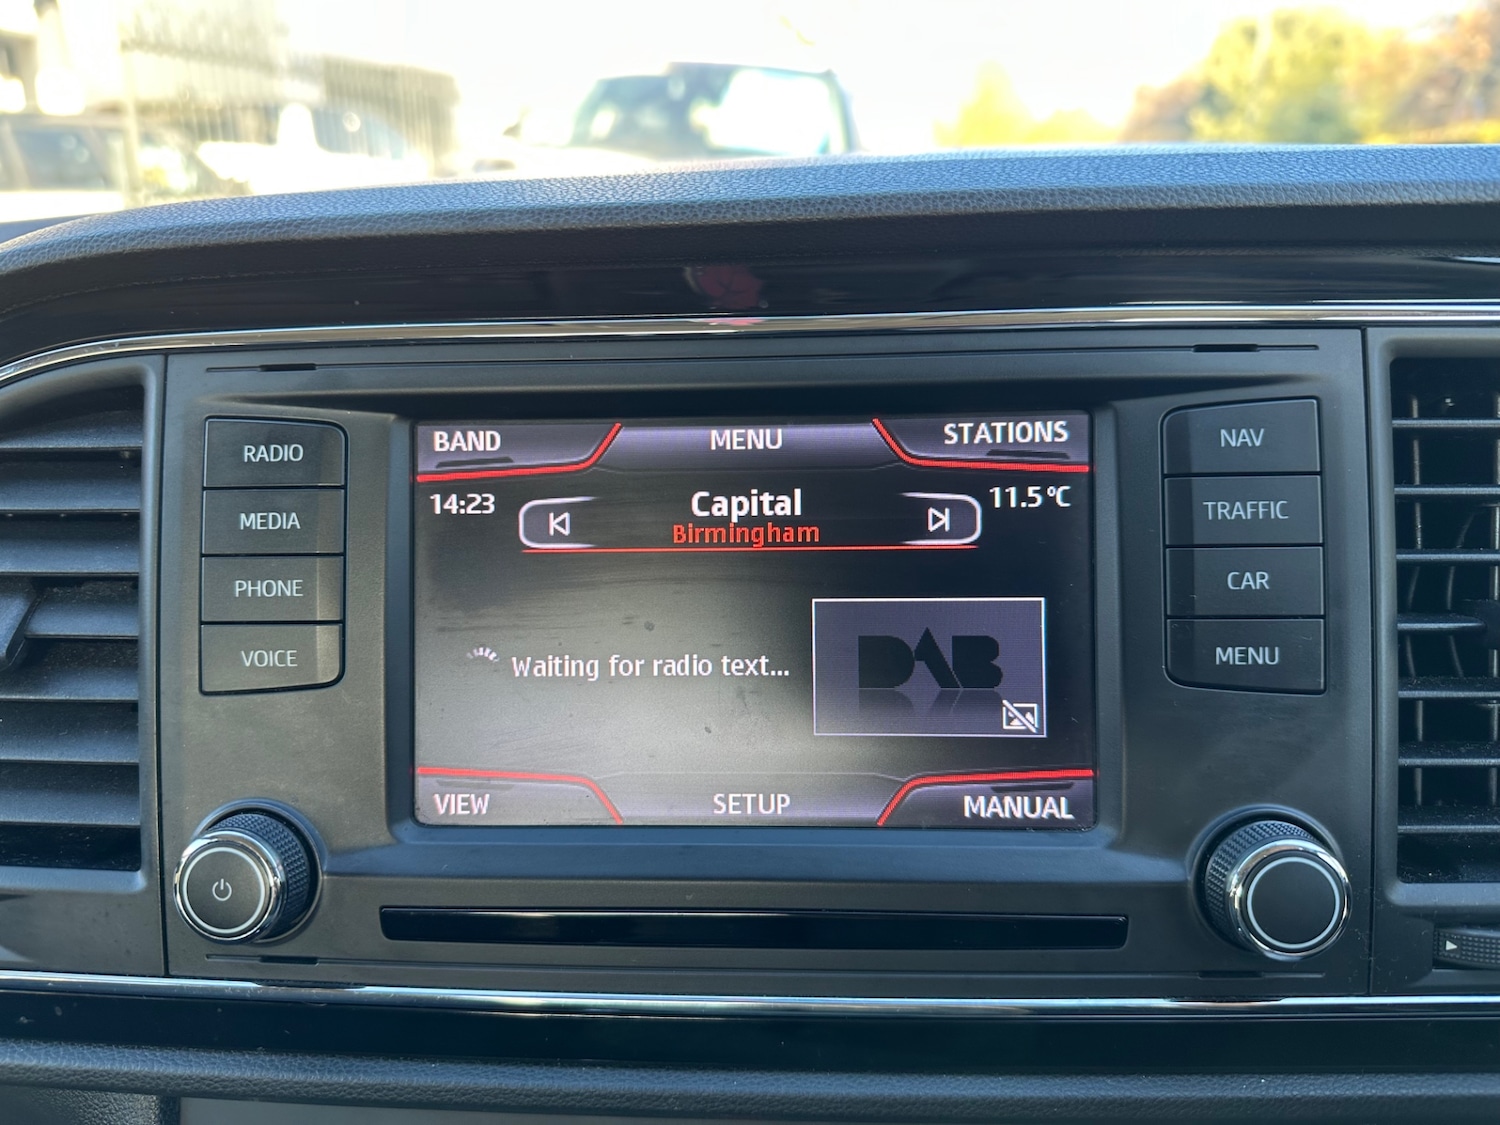 RADIO
MEDIA
PHONE
VOICE
BAND
MENU
STATIONS
14:23
Capital
11.5°C
Birmingham
Waiting for radio text...
DAB
VIEW
SETUP
MANUAL
NAV
TRAFFIC
CAR
MENU